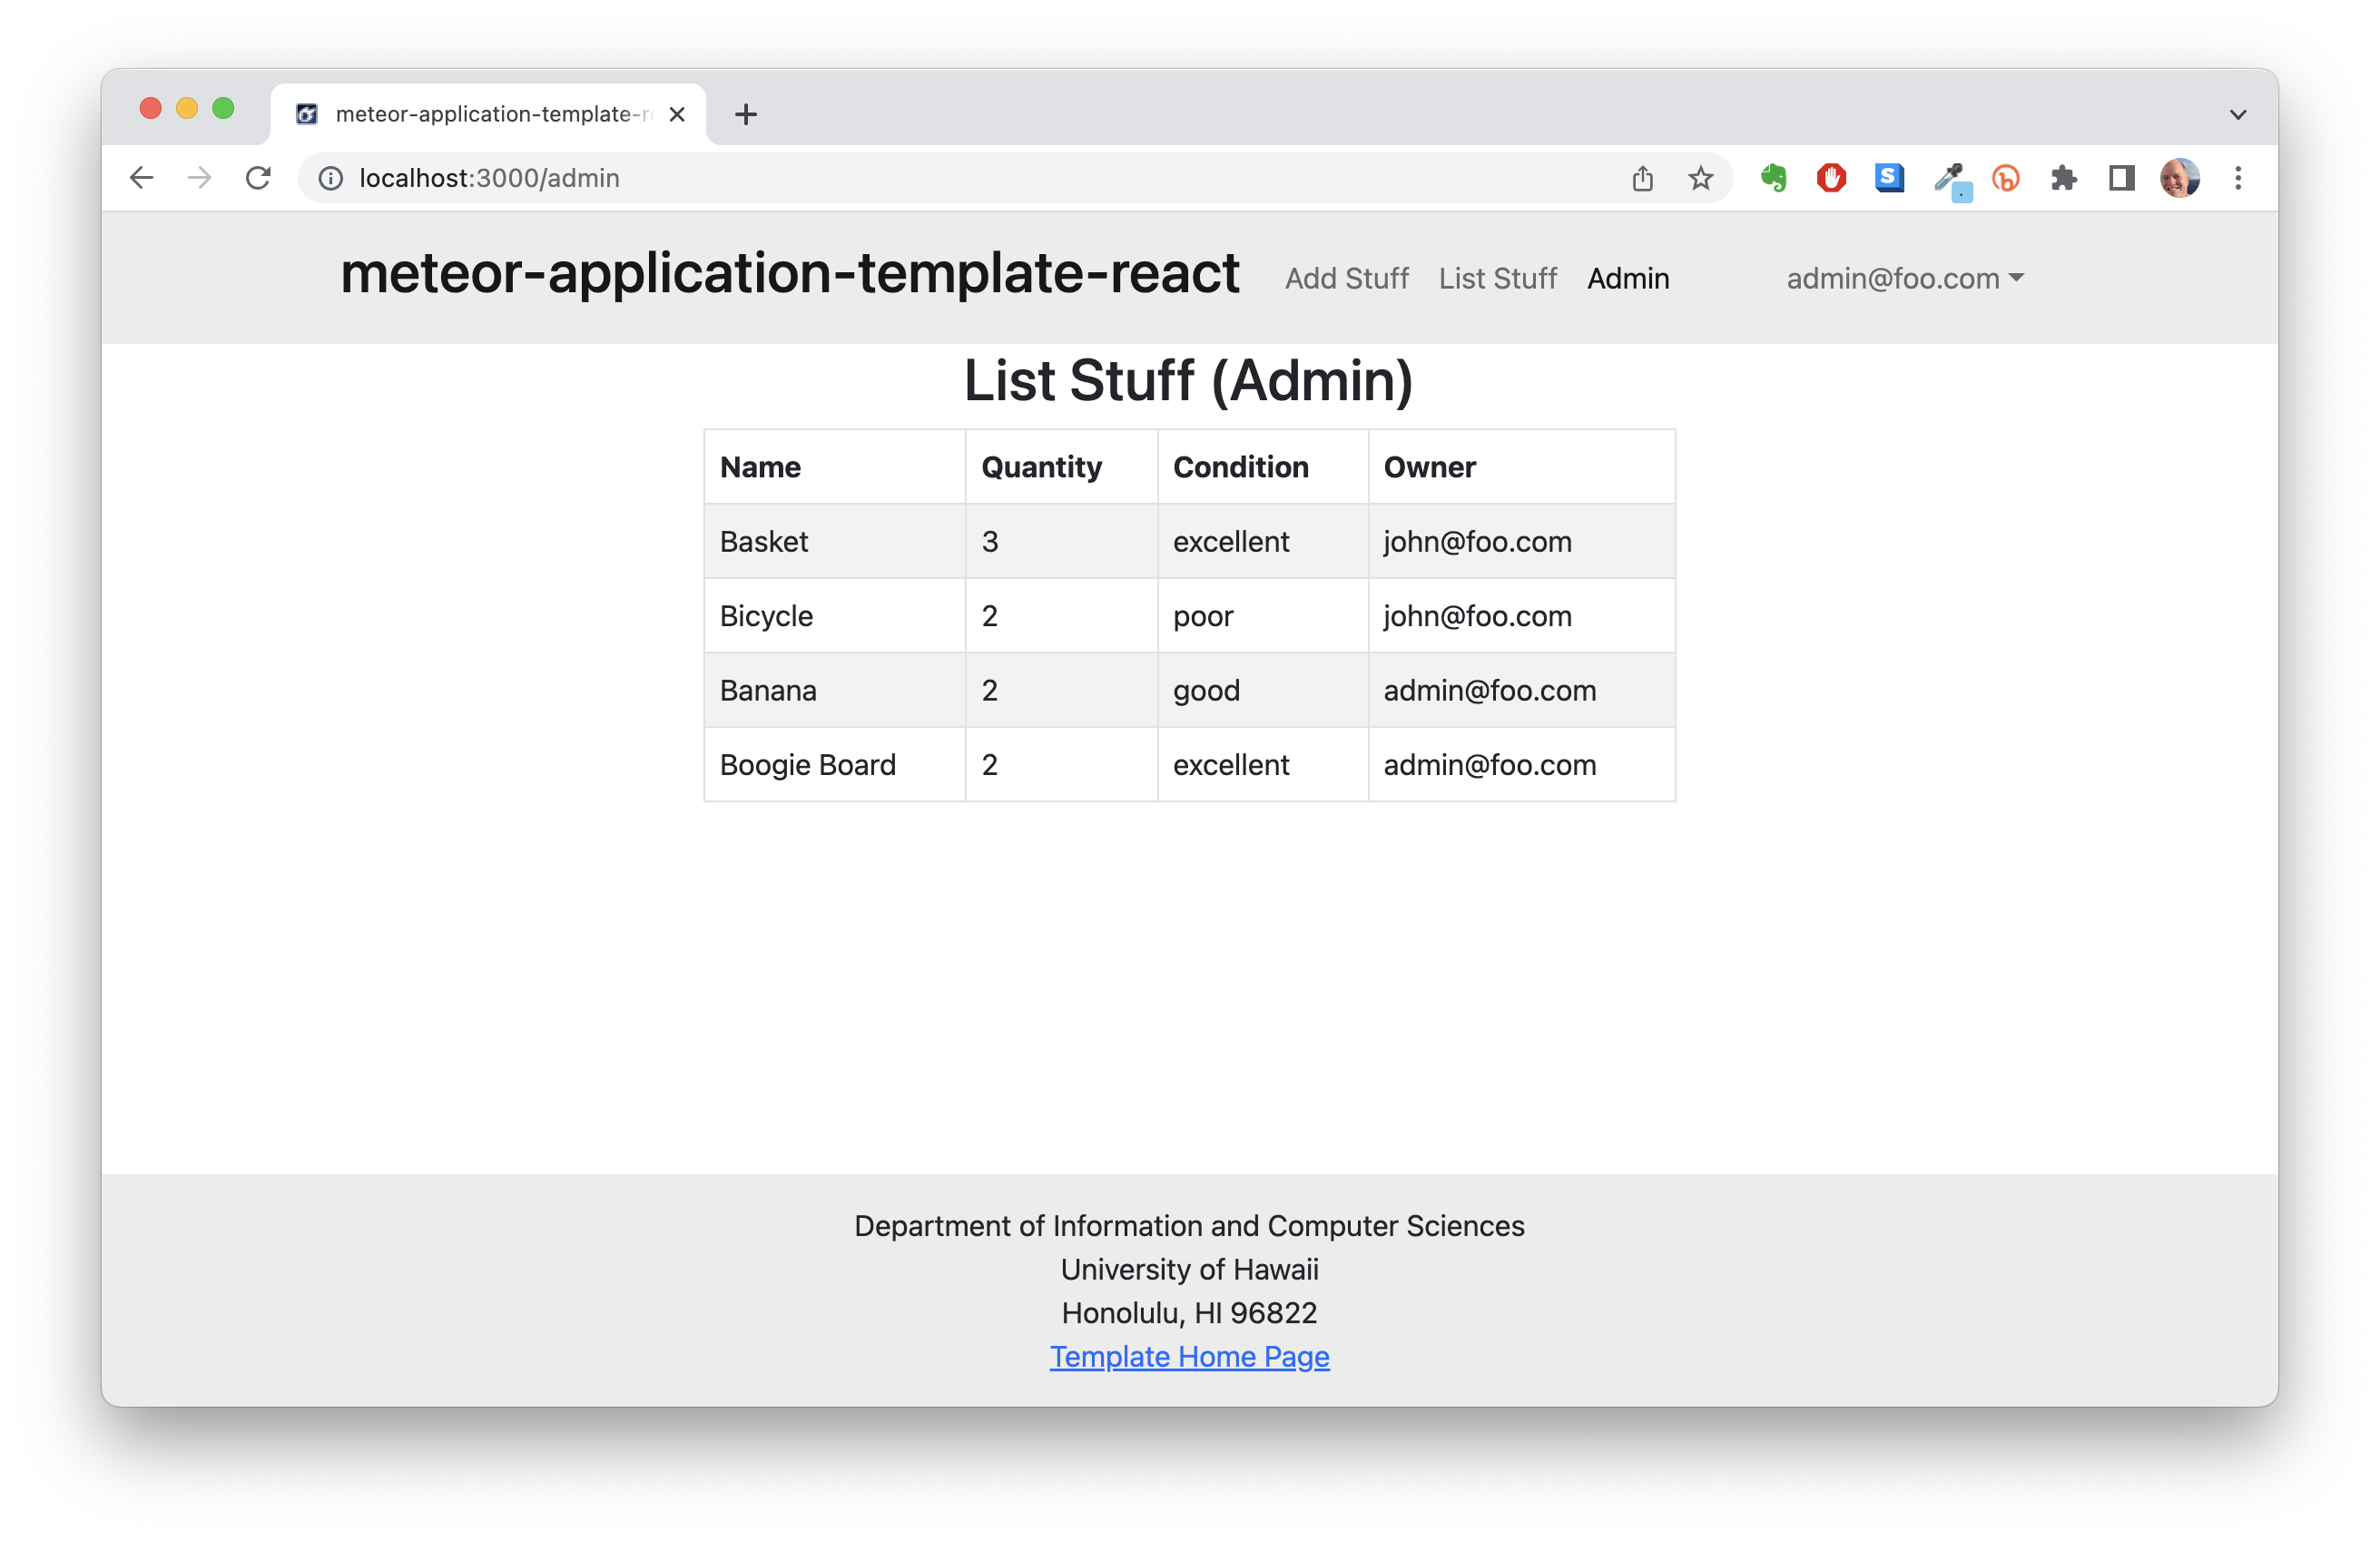 meteor-application-template-r
localhost:3000/admin
meteor-application-template-react Add Stuff List Stuff Admin admin@foo.com
List Stuff (Admin)
Name Quantity Condition Owner
Basket 3 excellent john@foo.com
Bicycle 2 poor john@foo.com
Banana 2 good admin@foo.com
Boogie Board 2 excellent admin@foo.com
Department of Information and Computer Sciences
University of Hawaii
Honolulu, HI 96822
Template Home Page